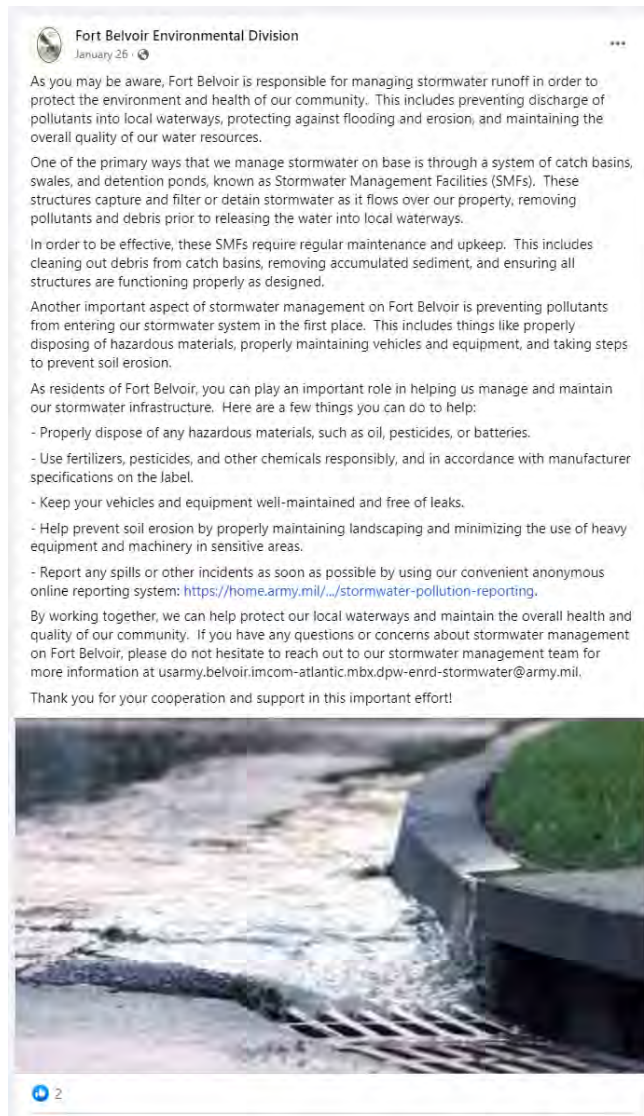 Fort Belvoir Environmental Division
January 26 ·
As you may be aware, Fort Belvoir is responsible for managing stormwater runoff in order to
protect the environment and health of our community. This includes preventing discharge of
pollutants into local waterways, protecting against flooding and erosion, and maintaining the
overall quality of our water resources.
One of the primary ways that we manage stormwater on base is through a system of catch basins,
swales, and detention ponds, known as Stormwater Management Facilities (SMFs). These
structures capture and filter or detain stormwater as it flows over our property, removing
pollutants and debris prior to releasing the water into local waterways.
In order to be effective, these SMFs require regular maintenance and upkeep. This includes
cleaning out debris from catch basins, removing accumulated sediment, and ensuring all
structures are functioning properly as designed.
Another important aspect of stormwater management on Fort Belvoir is preventing pollutants
from entering our stormwater system in the first place. This includes things like properly
disposing of hazardous materials, properly maintaining vehicles and equipment, and taking steps
to prevent soil erosion.
As residents of Fort Belvoir, you can play an important role in helping us manage and maintain
our stormwater infrastructure. Here are a few things you can do to help:
- Properly dispose of any hazardous materials, such as oil, pesticides, or batteries.
- Use fertilizers, pesticides, and other chemicals responsibly, and in accordance with manufacturer
specifications on the label.
- Keep your vehicles and equipment well-maintained and free of leaks.
- Help prevent soil erosion by properly maintaining landscaping and minimizing the use of heavy
equipment and machinery in sensitive areas.
- Report any spills or other incidents as soon as possible by using our convenient anonymous
online reporting system: https://home.army.mil/.../stormwater-pollution-reporting.
By working together, we can help protect our local waterways and maintain the overall health and
quality of our community. If you have any questions or concerns about stormwater management
on Fort Belvoir, please do not hesitate to reach out to our stormwater management team for
more information at usarmy.belvoir.imcom-atlantic.mbx.dpw-enrd-stormwater@army.mil.
Thank you for your cooperation and support in this important effort!
2